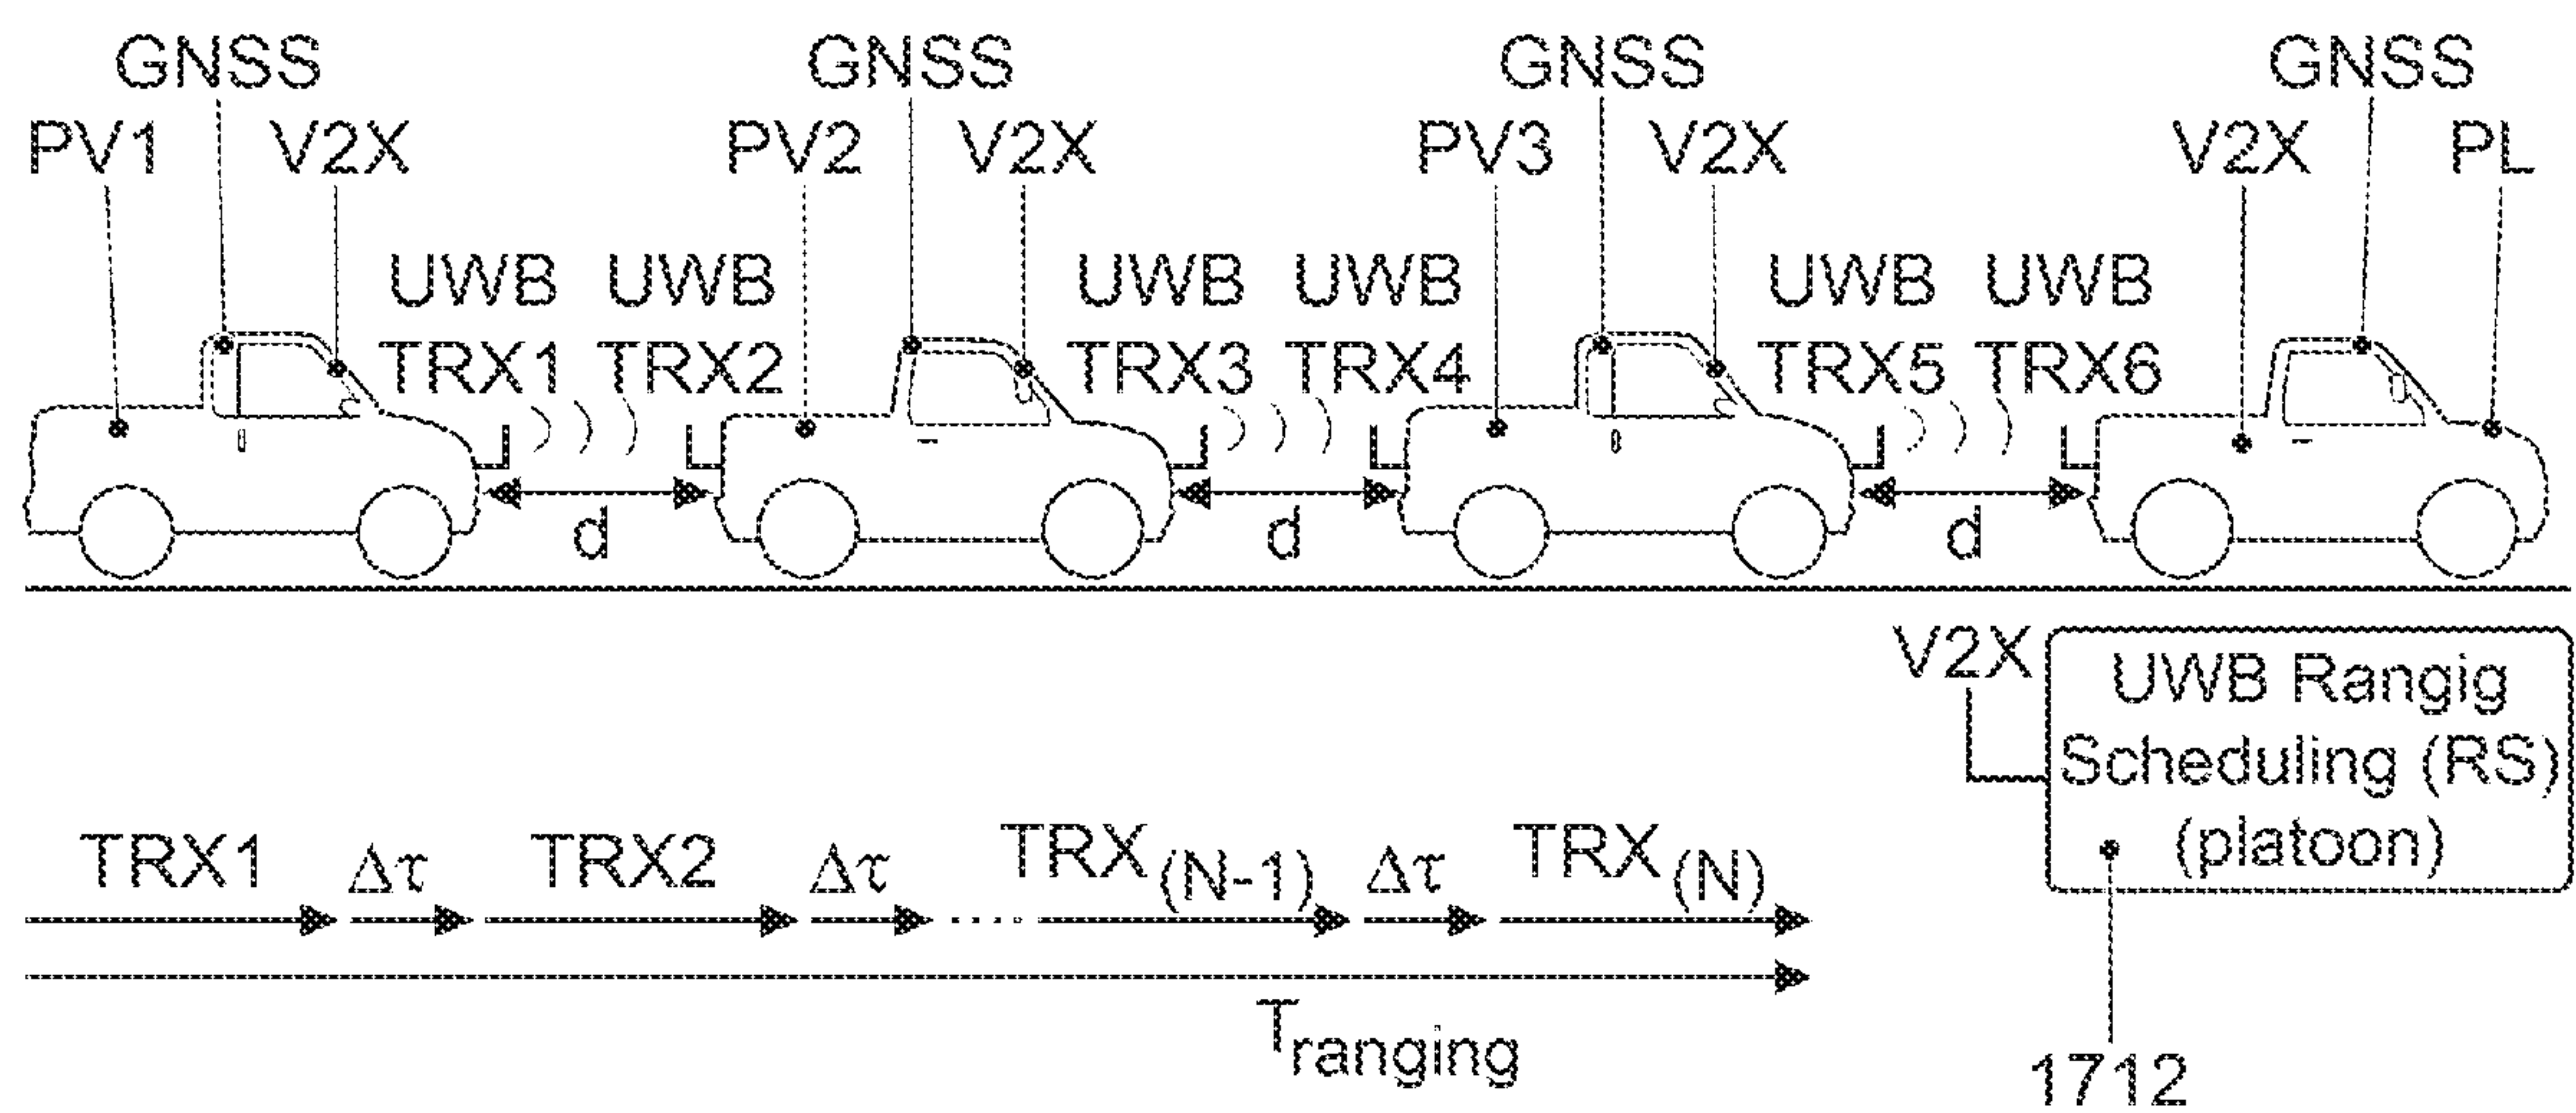 GNSS GNSS GNSS GNSS
PV1 V2X PV2 V2X PV3 V2X V2X PL
UWB UWB UWB UWB UWB UWB
TRX1 TRX2 TRX3 TRX4 TRX5 TRX6
d d d
V2X
UWB Rangig
Scheduling (RS)
(platoon)
TRX1 Δτ TRX2 Δτ .... TRX(N-1) Δτ TRX(N)
Tranging
1712